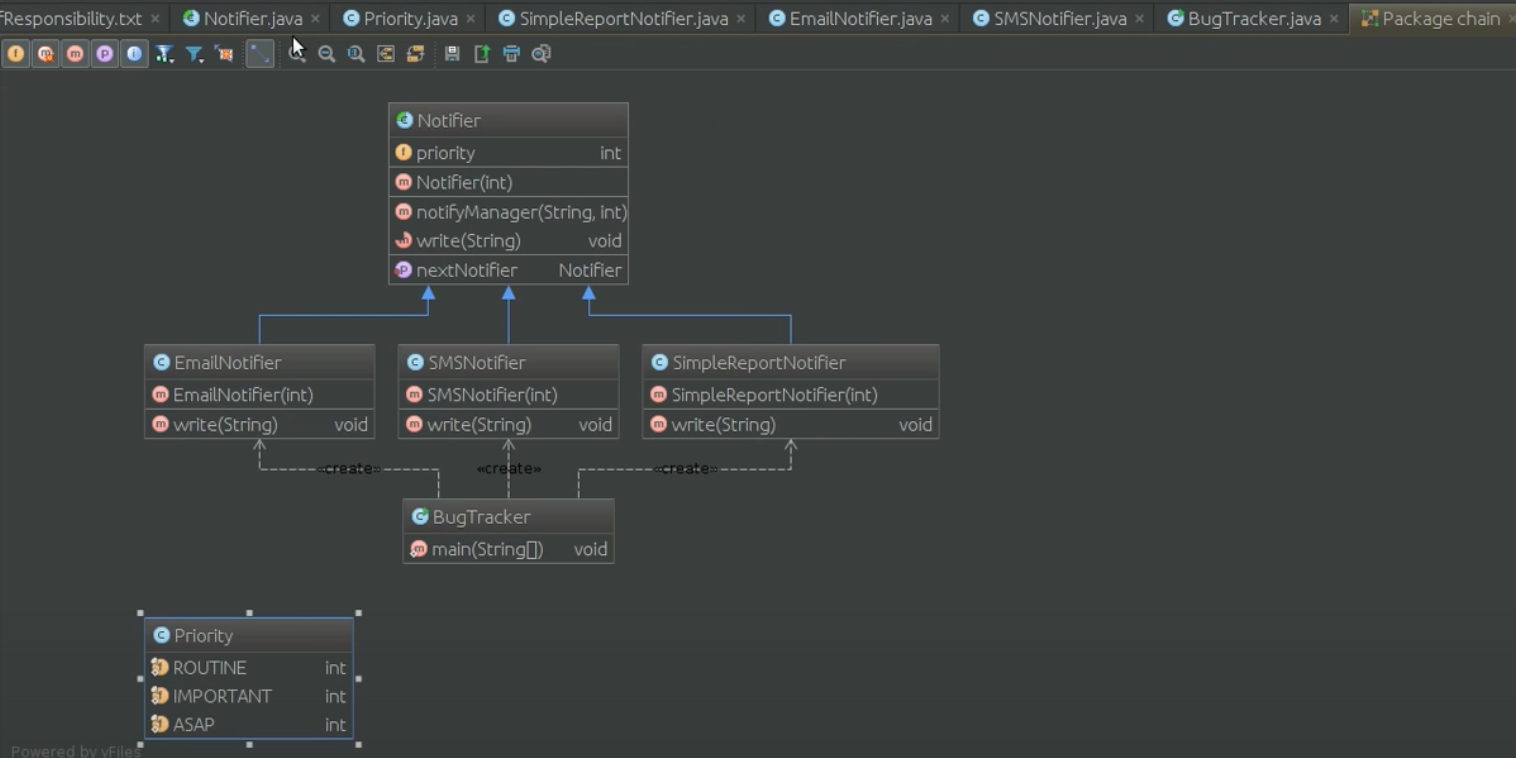 fResponsibility.txt × Notifier.java × Priority.java × SimpleReportNotifier.java × EmailNotifier.java × SMSNotifier.java × BugTracker.java × Package chain ×
Notifier
priority int
Notifier(int)
notifyManager(String, int)
write(String) void
nextNotifier Notifier
EmailNotifier
EmailNotifier(int)
write(String) void
SMSNotifier
SMSNotifier(int)
write(String) void
SimpleReportNotifier
SimpleReportNotifier(int)
write(String) void
«create» «create» «create»
BugTracker
main(String[]) void
Priority
ROUTINE int
IMPORTANT int
ASAP int
Powered by yFiles